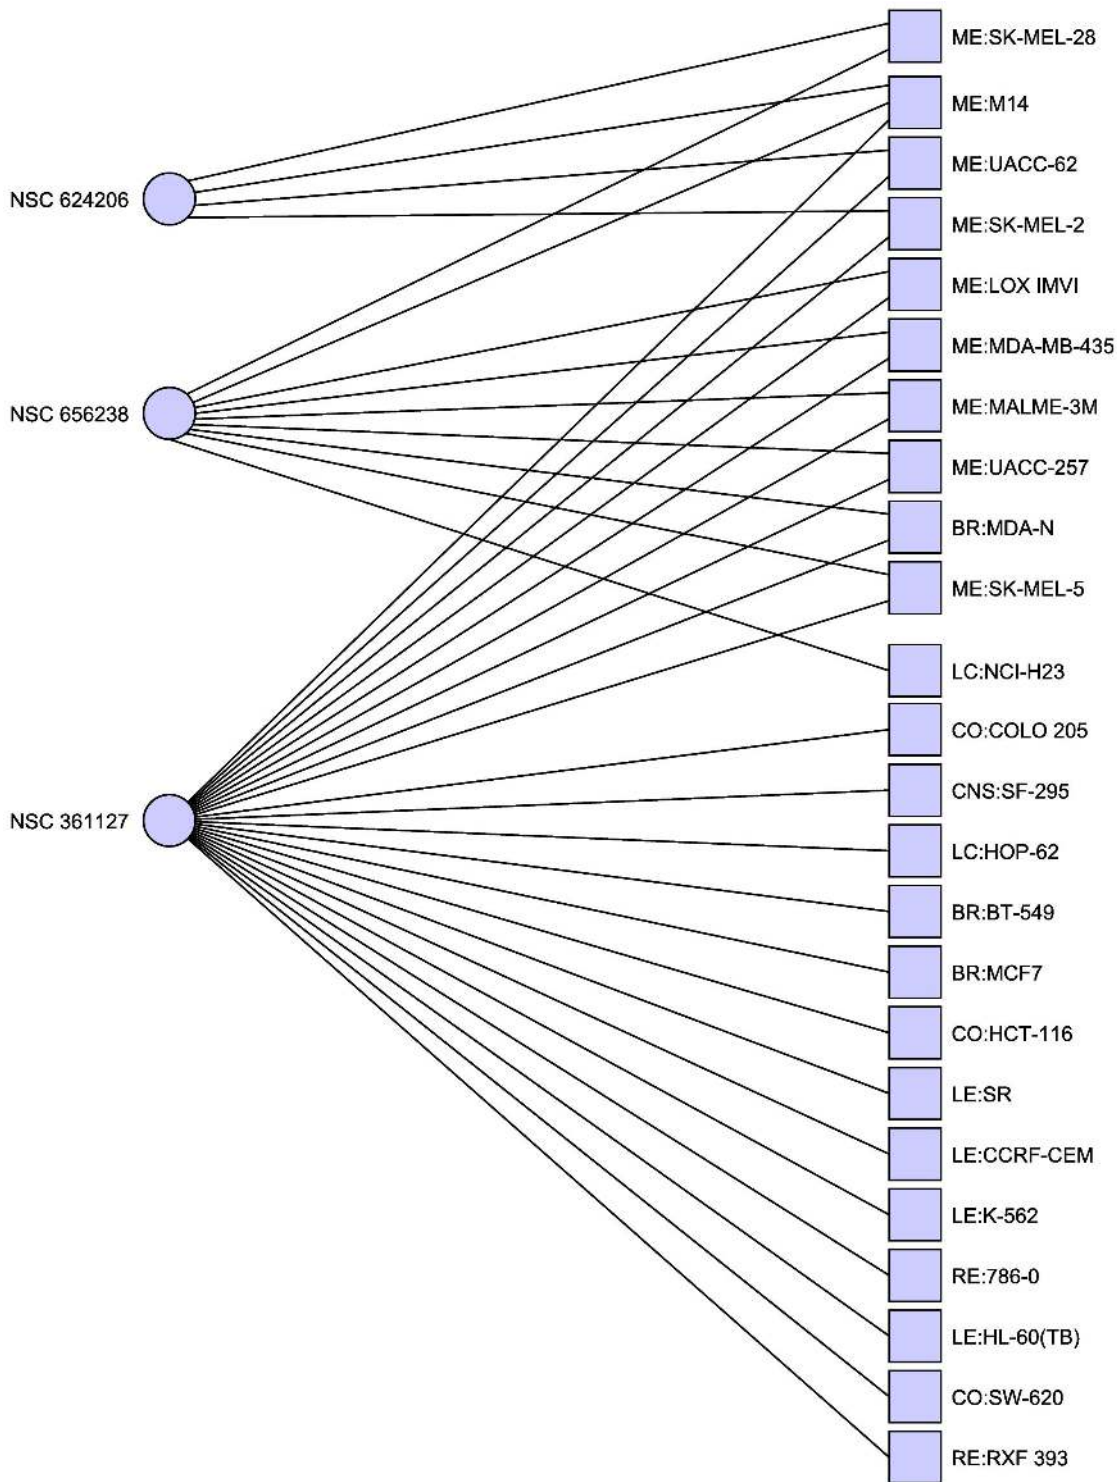 ME:SK-MEL-28
ME:M14
ME:UACC-62
NSC 624206
ME:SK-MEL-2
ME:LOX IMVI
ME:MDA-MB-435
NSC 656238
ME:MALME-3M
ME:UACC-257
BR:MDA-N
ME:SK-MEL-5
LC:NCI-H23
CO:COLO 205
CNS:SF-295
NSC 361127
LC:HOP-62
BR:BT-549
BR:MCF7
CO:HCT-116
LE:SR
LE:CCRF-CEM
LE:K-562
RE:786-0
LE:HL-60(TB)
CO:SW-620
RE:RXF 393